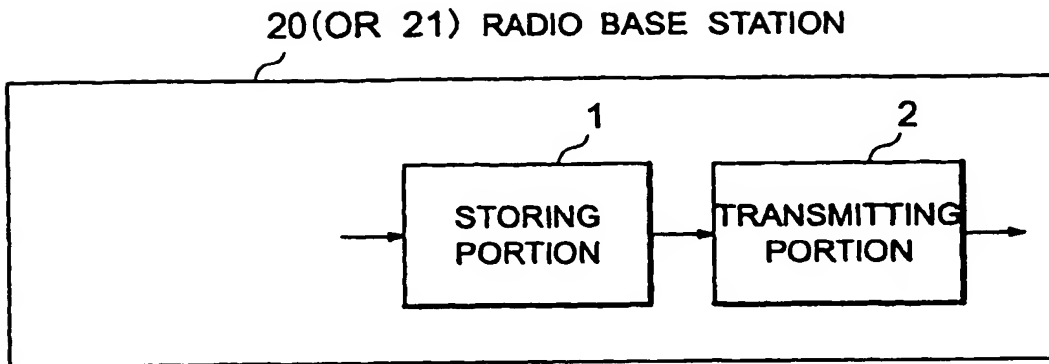 20(OR 21) RADIO BASE STATION
1
2
STORING
PORTION
TRANSMITTING
PORTION